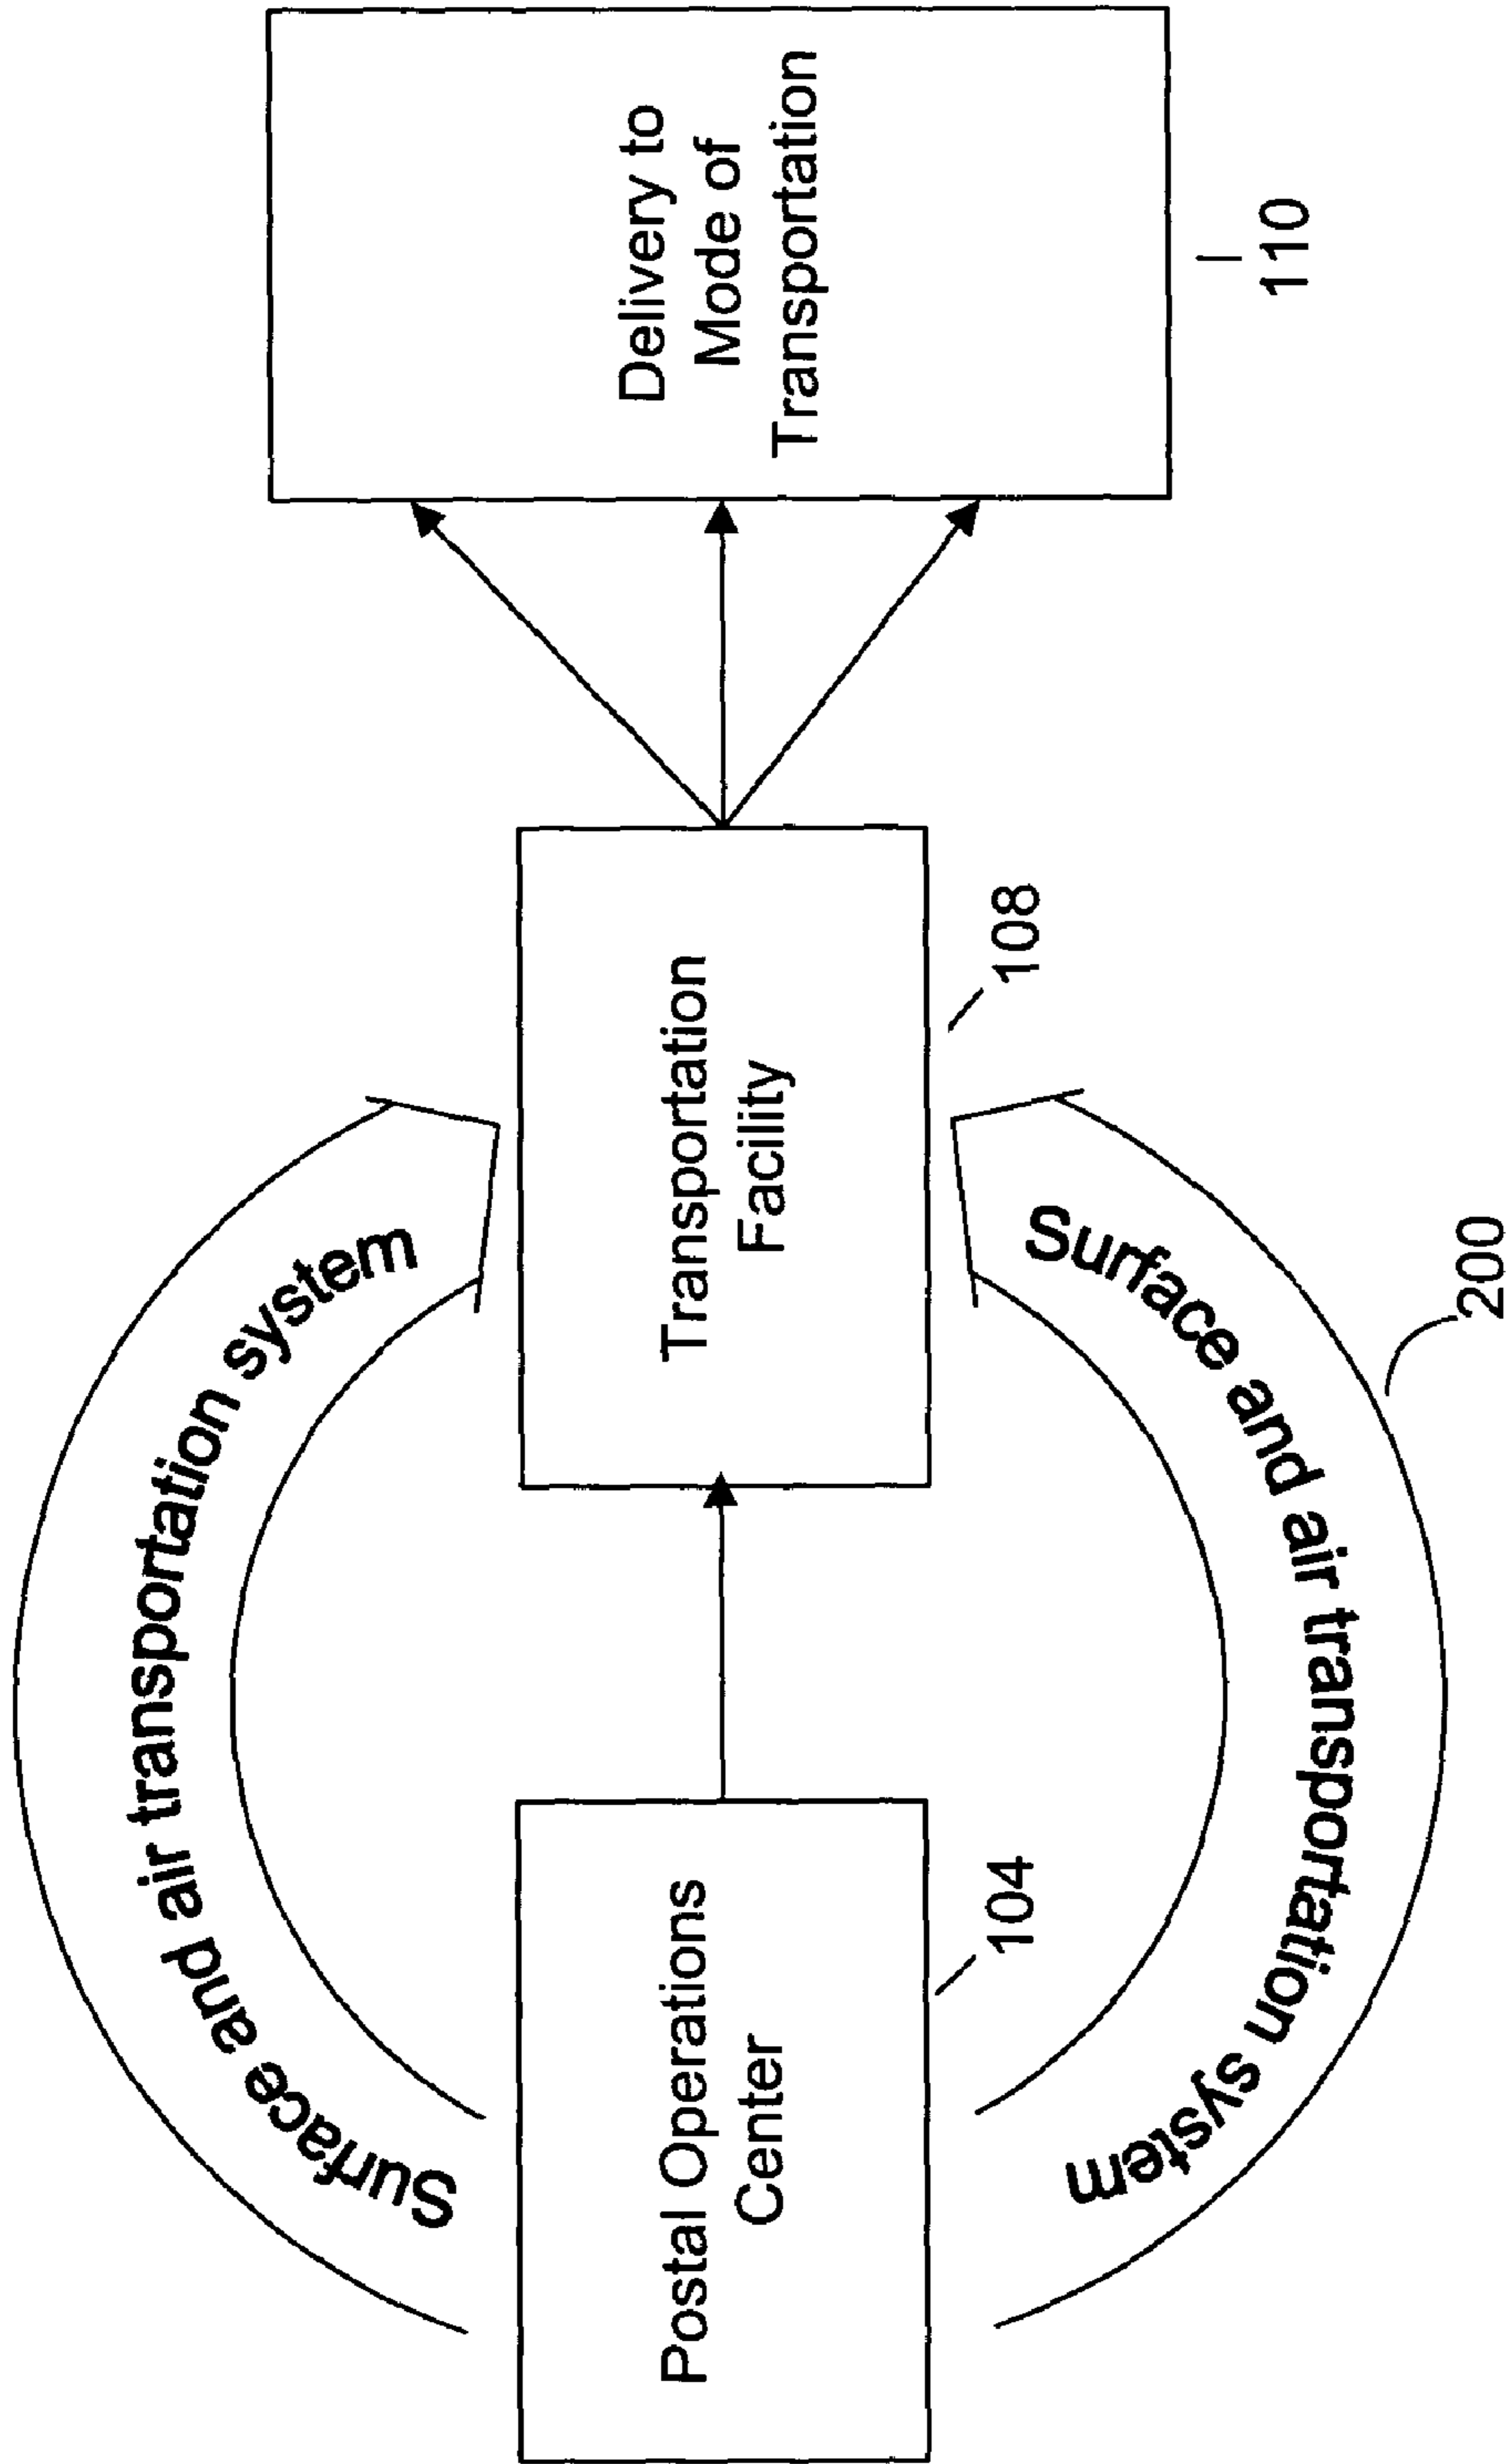 Surface and air transportation system
Postal Operations
Center
104
Transportation
Facility
108
Delivery to
Mode of
Transportation
110
Surface and air transportation system
200